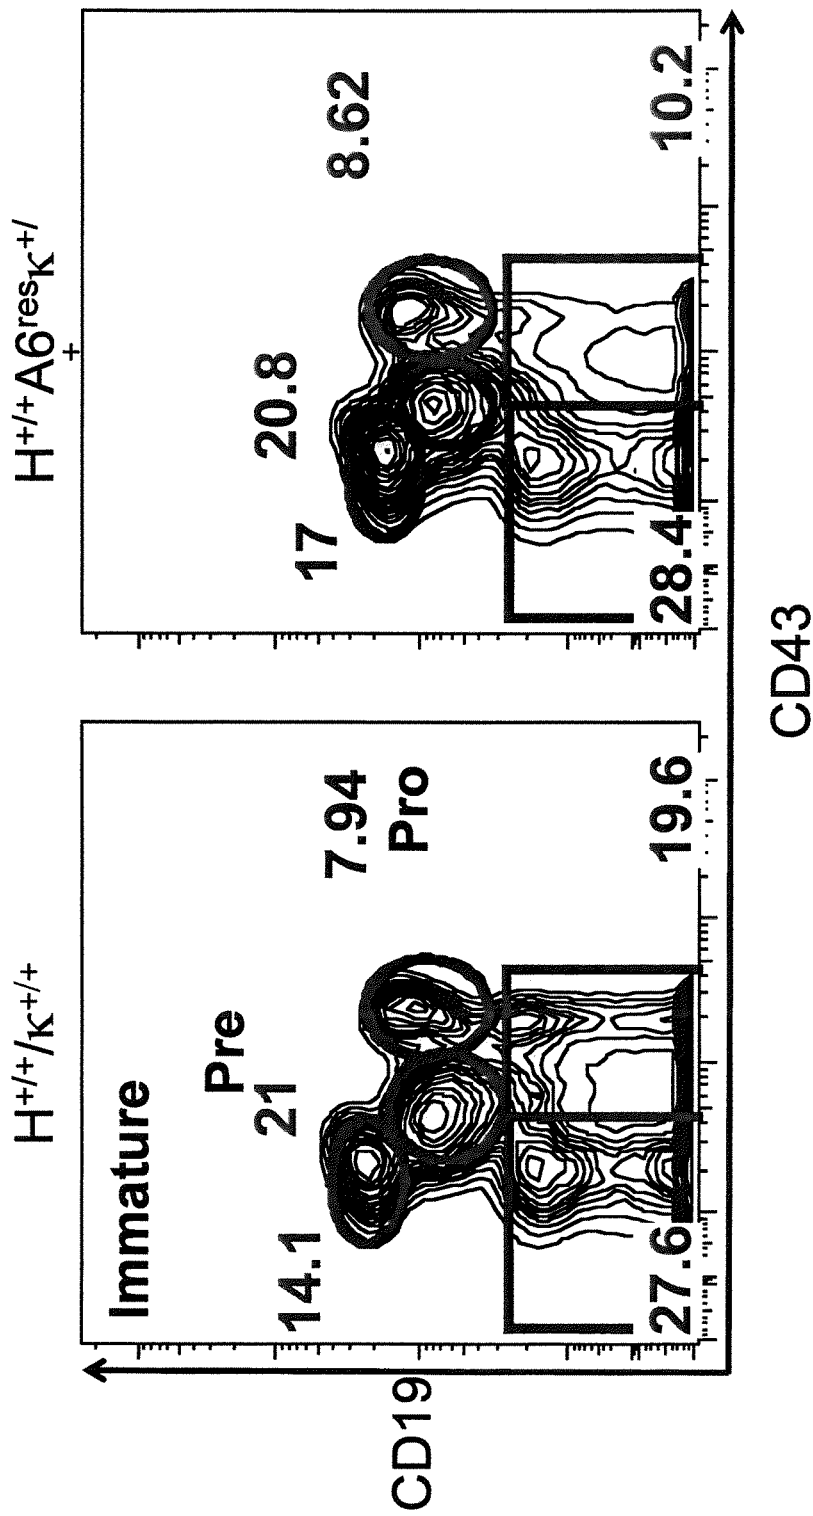 H+/+/κ+/+
H+/+A6resκ+/
+
Immature
Pre
14.1
21
7.94
Pro
27.6
19.6
17
20.8
8.62
28.4
10.2
CD19
CD43